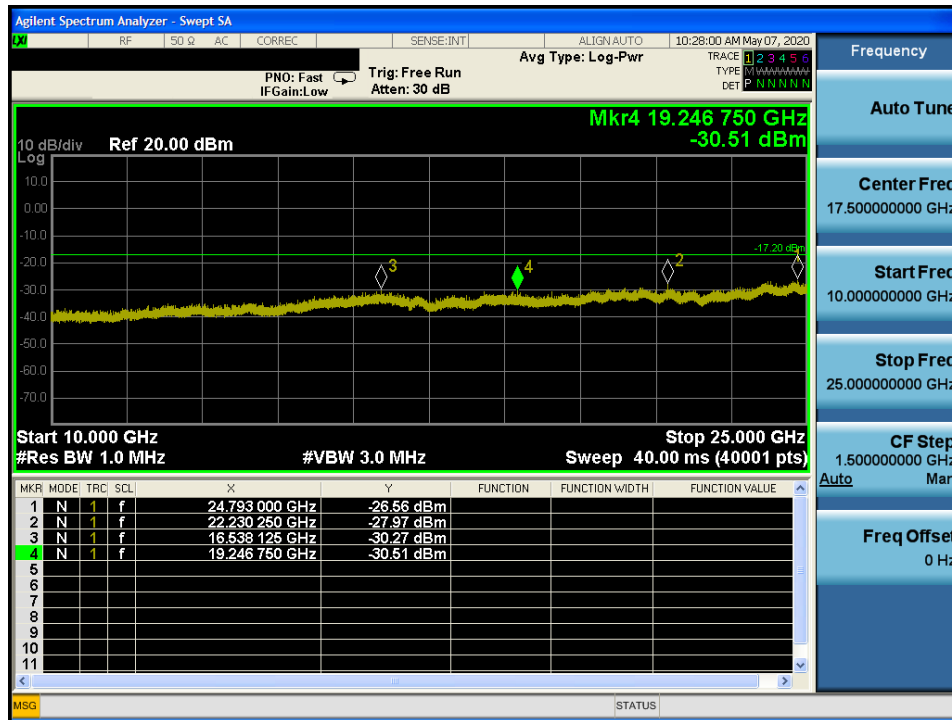 Agilent Spectrum Analyzer - Swept SA
LXI RF 50 Ω AC CORREC SENSE:INT ALIGN AUTO 10:28:00 AM May 07, 2020
PNO: Fast Trig: Free Run Avg Type: Log-Pwr TRACE 1 2 3 4 5 6
IFGain:Low Atten: 30 dB TYPE M WWWWW
DET P N N N N N
Mkr4 19.246 750 GHz
-30.51 dBm
10 dB/div Ref 20.00 dBm
Log
10.0
0.00
-10.0
-17.20 dBm
-20.0
3
4
2
-30.0
-40.0
-50.0
-60.0
-70.0
Start 10.000 GHz Stop 25.000 GHz
#Res BW 1.0 MHz #VBW 3.0 MHz Sweep 40.00 ms (40001 pts)
MKR MODE TRC SCL X Y FUNCTION FUNCTION WIDTH FUNCTION VALUE
1 N 1 f 24.793 000 GHz -26.56 dBm
2 N 1 f 22.230 250 GHz -27.97 dBm
3 N 1 f 16.538 125 GHz -30.27 dBm
4 N 1 f 19.246 750 GHz -30.51 dBm
5
6
7
8
9
10
11
MSG STATUS
Frequency
Auto Tune
Center Freq
17.500000000 GHz
Start Freq
10.000000000 GHz
Stop Freq
25.000000000 GHz
CF Step
1.500000000 GHz
Auto Man
Freq Offset
0 Hz